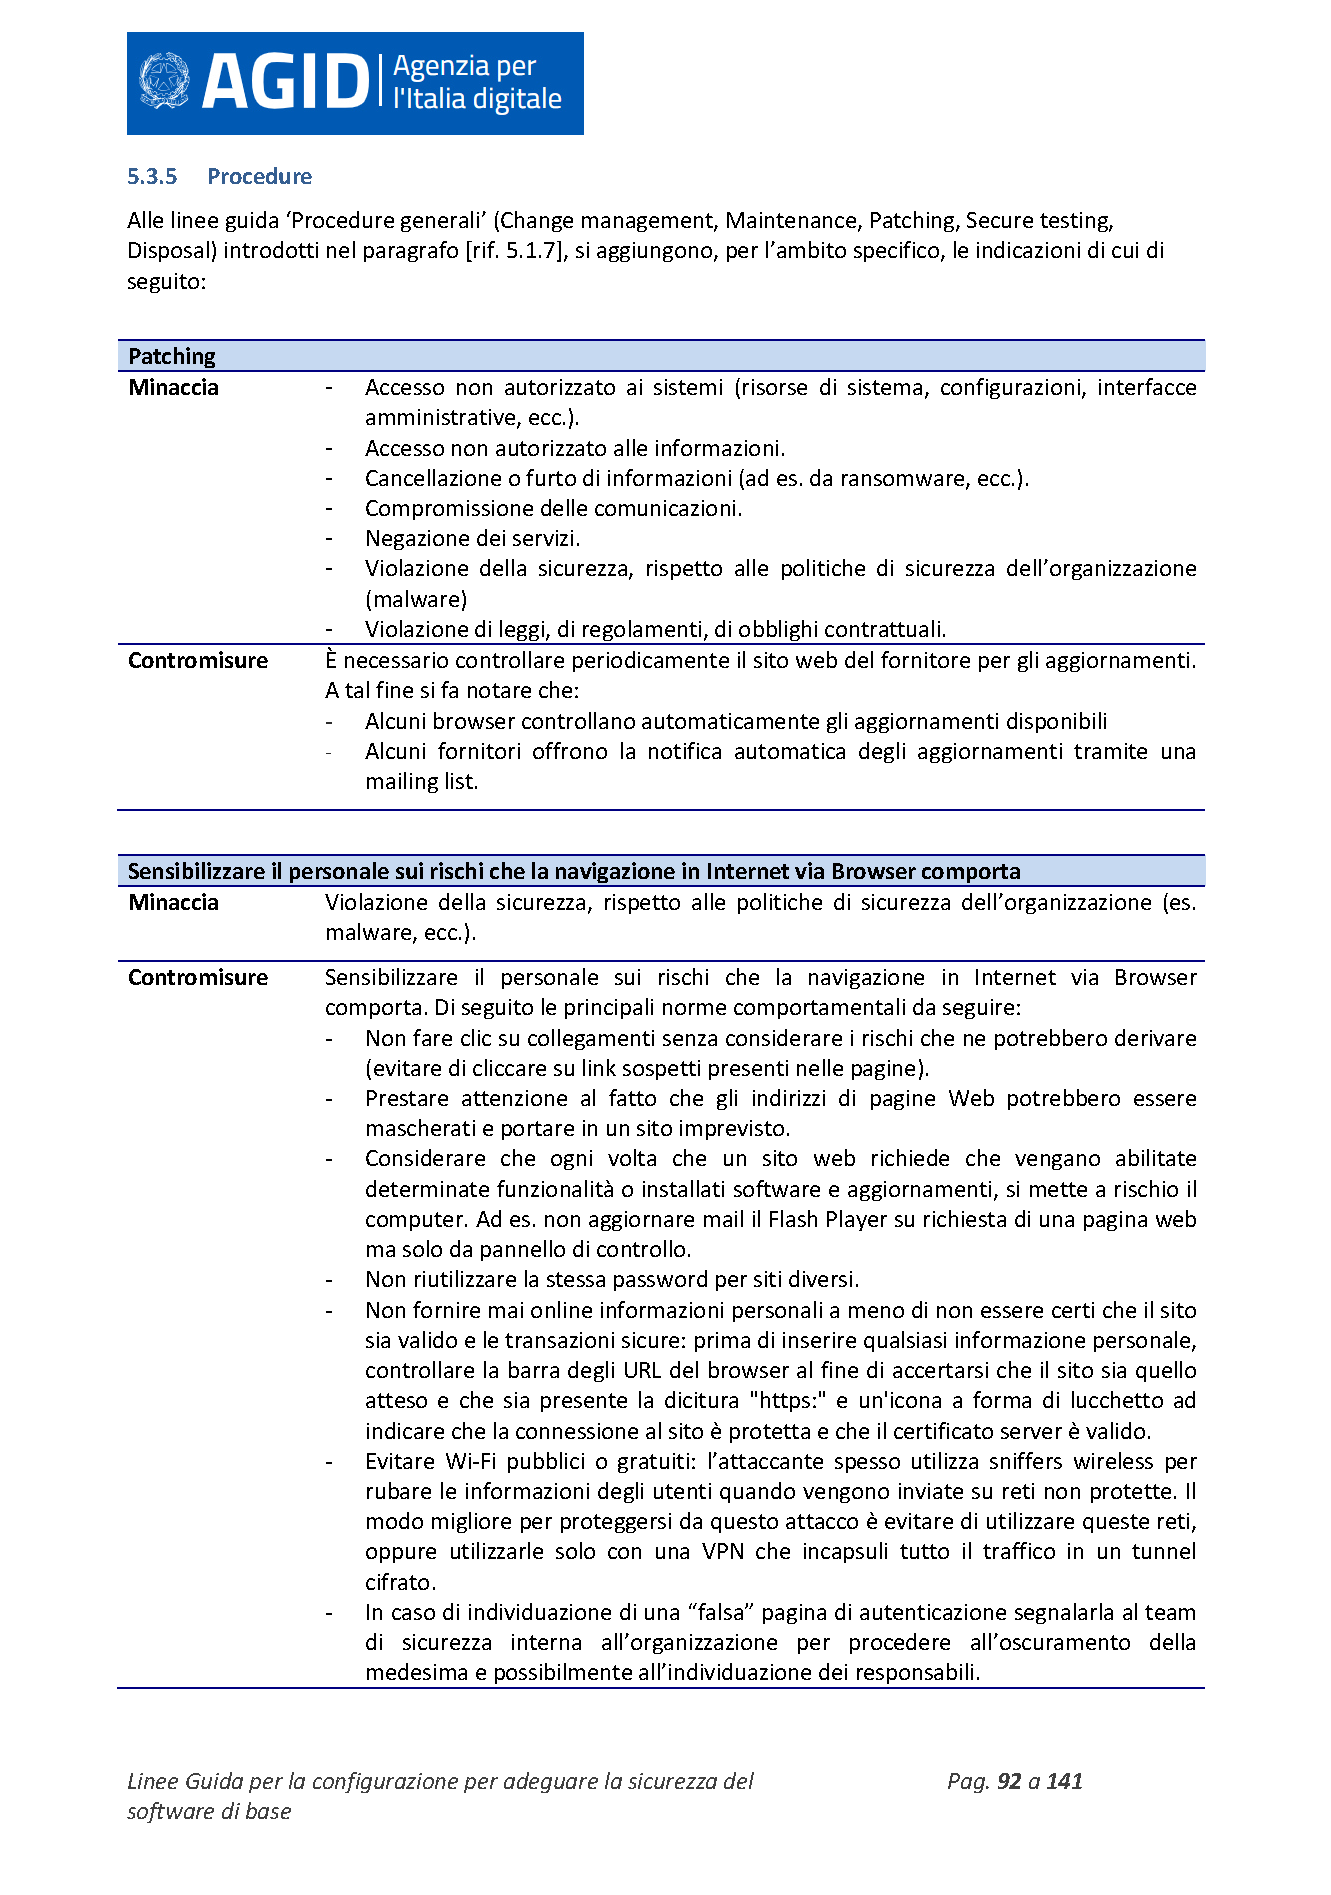 AGID Agenzia per
l'Italia digitale
5.3.5 Procedure
Alle linee guida ‘Procedure generali’ (Change management, Maintenance, Patching, Secure testing,
Disposal) introdotti nel paragrafo [rif. 5.1.7], si aggiungono, per l’ambito specifico, le indicazioni di cui di
seguito:
Patching
Minaccia - Accesso non autorizzato ai sistemi (risorse di sistema, configurazioni, interfacce
amministrative, ecc.).
- Accesso non autorizzato alle informazioni.
- Cancellazione o furto di informazioni (ad es. da ransomware, ecc.).
- Compromissione delle comunicazioni.
- Negazione dei servizi.
- Violazione della sicurezza, rispetto alle politiche di sicurezza dell’organizzazione
(malware)
- Violazione di leggi, di regolamenti, di obblighi contrattuali.
Contromisure È necessario controllare periodicamente il sito web del fornitore per gli aggiornamenti.
A tal fine si fa notare che:
- Alcuni browser controllano automaticamente gli aggiornamenti disponibili
- Alcuni fornitori offrono la notifica automatica degli aggiornamenti tramite una
mailing list.
Sensibilizzare il personale sui rischi che la navigazione in Internet via Browser comporta
Minaccia Violazione della sicurezza, rispetto alle politiche di sicurezza dell’organizzazione (es.
malware, ecc.).
Contromisure Sensibilizzare il personale sui rischi che la navigazione in Internet via Browser
comporta. Di seguito le principali norme comportamentali da seguire:
- Non fare clic su collegamenti senza considerare i rischi che ne potrebbero derivare
(evitare di cliccare su link sospetti presenti nelle pagine).
- Prestare attenzione al fatto che gli indirizzi di pagine Web potrebbero essere
mascherati e portare in un sito imprevisto.
- Considerare che ogni volta che un sito web richiede che vengano abilitate
determinate funzionalità o installati software e aggiornamenti, si mette a rischio il
computer. Ad es. non aggiornare mail il Flash Player su richiesta di una pagina web
ma solo da pannello di controllo.
- Non riutilizzare la stessa password per siti diversi.
- Non fornire mai online informazioni personali a meno di non essere certi che il sito
sia valido e le transazioni sicure: prima di inserire qualsiasi informazione personale,
controllare la barra degli URL del browser al fine di accertarsi che il sito sia quello
atteso e che sia presente la dicitura "https:" e un'icona a forma di lucchetto ad
indicare che la connessione al sito è protetta e che il certificato server è valido.
- Evitare Wi-Fi pubblici o gratuiti: l’attaccante spesso utilizza sniffers wireless per
rubare le informazioni degli utenti quando vengono inviate su reti non protette. Il
modo migliore per proteggersi da questo attacco è evitare di utilizzare queste reti,
oppure utilizzarle solo con una VPN che incapsuli tutto il traffico in un tunnel
cifrato.
- In caso di individuazione di una “falsa” pagina di autenticazione segnalarla al team
di sicurezza interna all’organizzazione per procedere all’oscuramento della
medesima e possibilmente all’individuazione dei responsabili.
Linee Guida per la configurazione per adeguare la sicurezza del Pag. 92 a 141
software di base